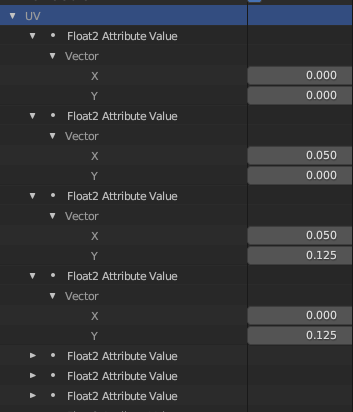 UV
Float2 Attribute Value
Vector
X 0.000
Y 0.000
Float2 Attribute Value
Vector
X 0.050
Y 0.000
Float2 Attribute Value
Vector
X 0.050
Y 0.125
Float2 Attribute Value
Vector
X 0.000
Y 0.125
Float2 Attribute Value
Float2 Attribute Value
Float2 Attribute Value